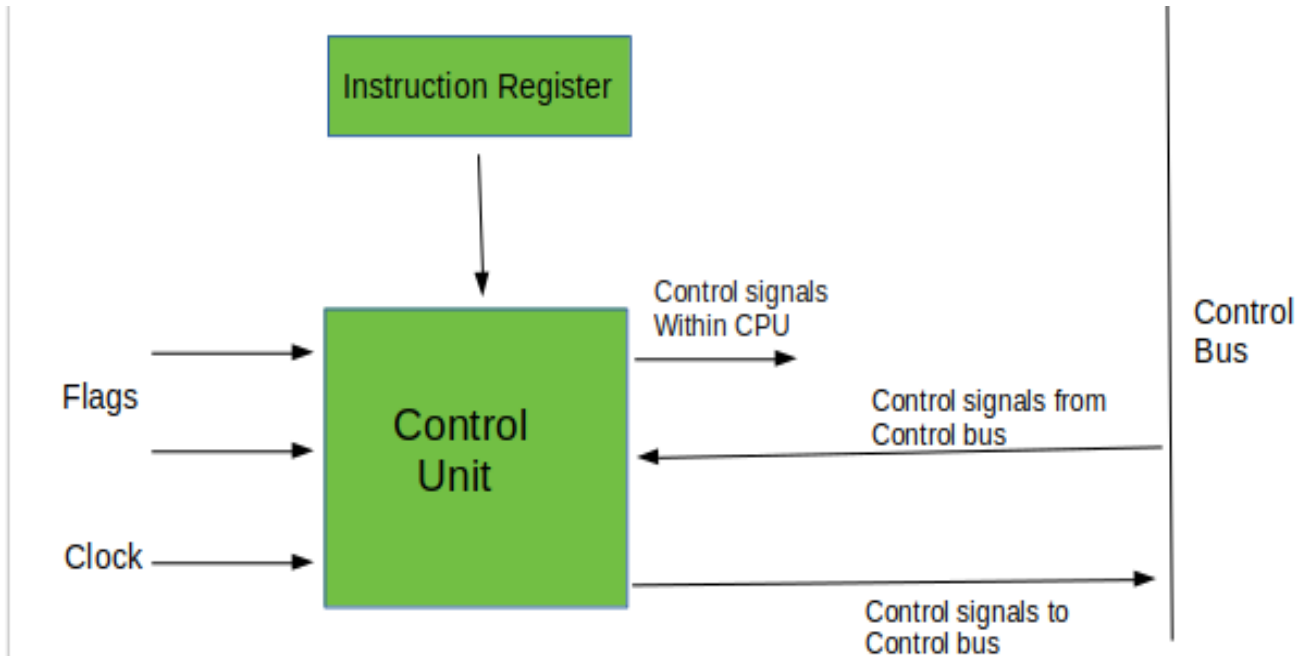 Instruction Register
Control signals
Within CPU
Control
Bus
Flags
Control signals from
Control bus
Control
Unit
Clock
Control signals to
Control bus